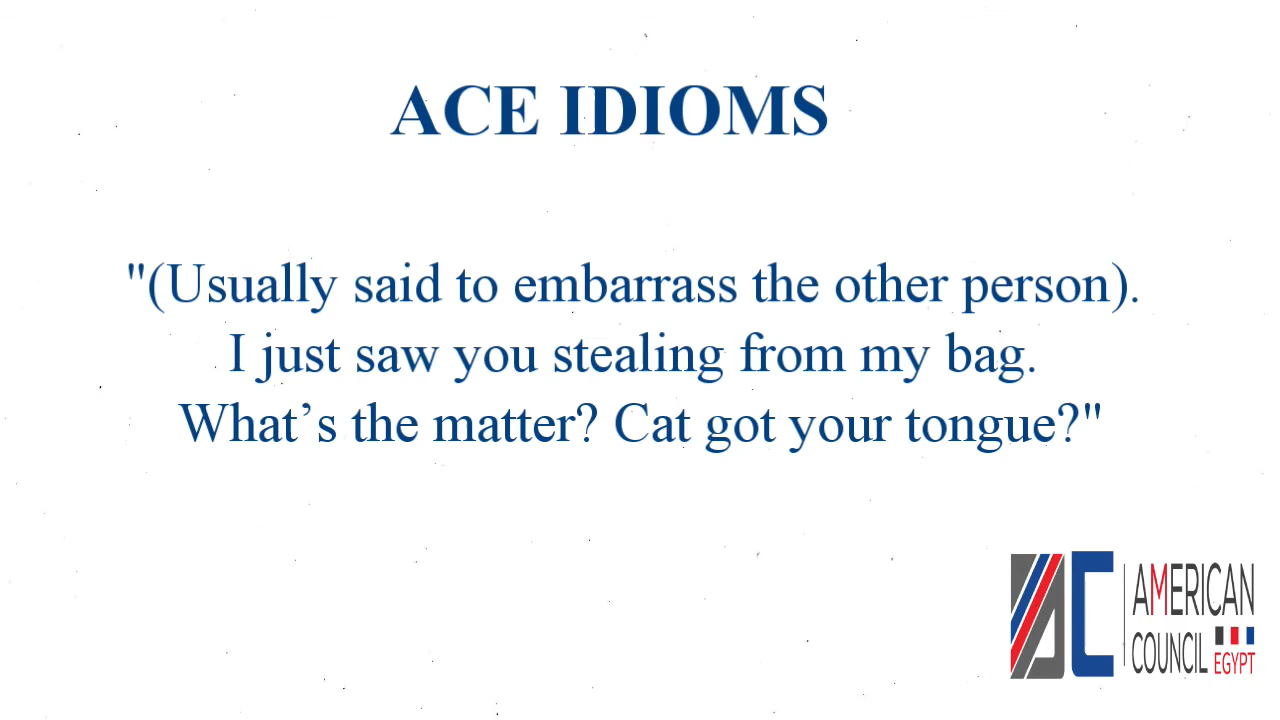 ACE IDIOMS
"(Usually said to embarrass the other person).
I just saw you stealing from my bag.
What’s the matter? Cat got your tongue?"
AC
AMERICAN
COUNCIL EGYPT